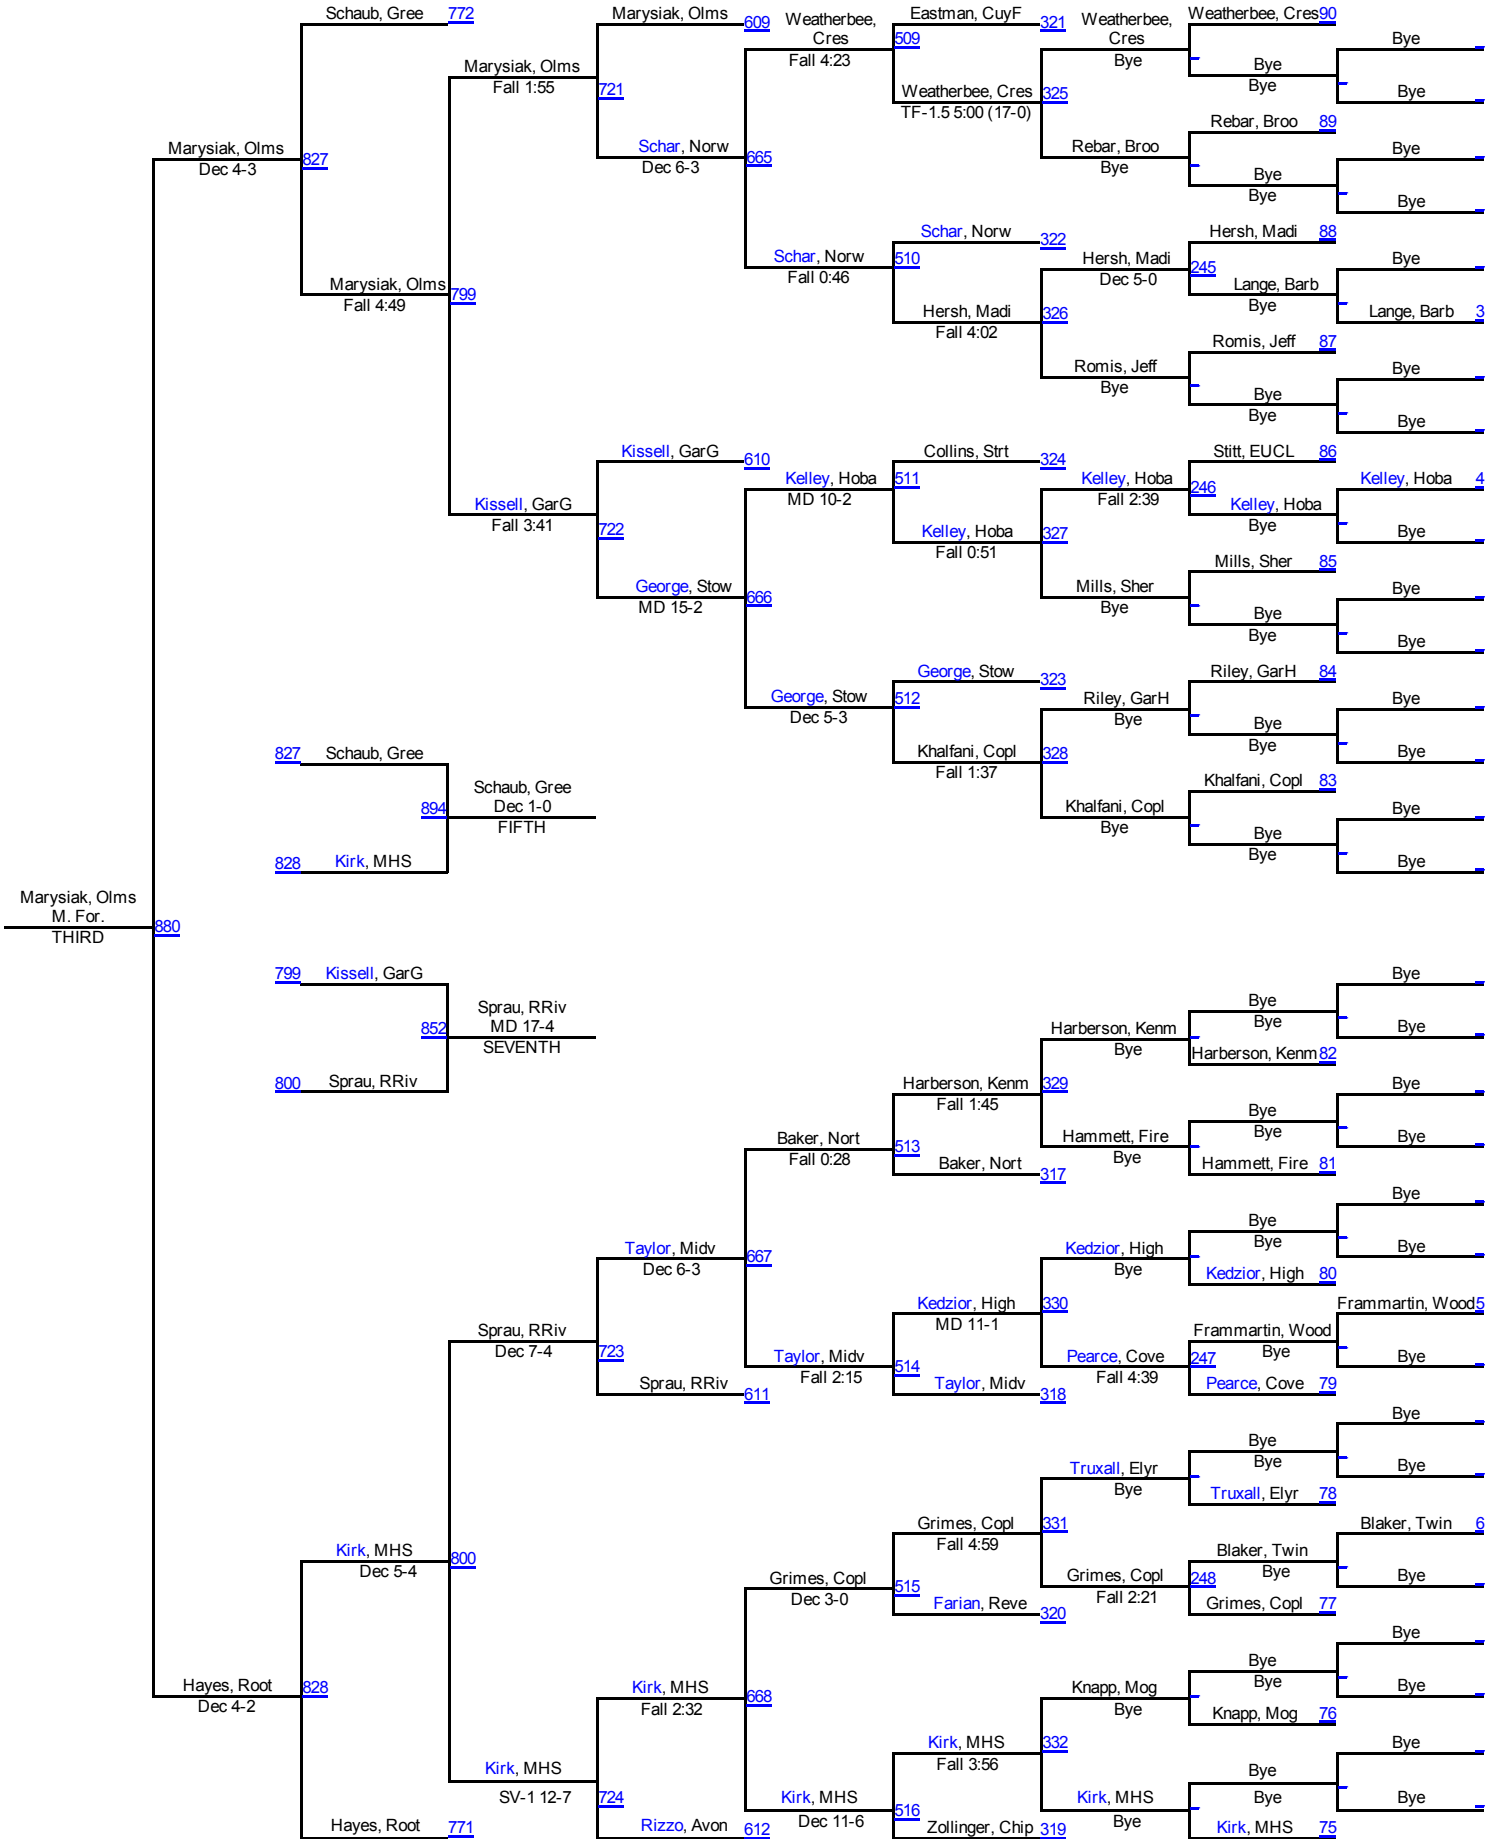 Schaub, Gree 772
Marysiak, Olms 609
Weatherbee,
Cres
Fall 4:23
Eastman, CuyF 321
Weatherbee,
Cres
Bye
Weatherbee, Cres 90
Bye
509
Bye
Bye
Marysiak, Olms
Fall 1:55
721
Weatherbee, Cres 325
TF-1.5 5:00 (17-0)
Bye
Rebar, Broo 89
Marysiak, Olms
Dec 4-3
827
Schar, Norw
Dec 6-3
665
Rebar, Broo
Bye
Bye
Bye
Bye
Bye
Schar, Norw 322
Hersh, Madi 88
Schar, Norw
Fall 0:46
510
Hersh, Madi
Dec 5-0
245
Bye
Marysiak, Olms
Fall 4:49
799
Lange, Barb
Bye
Hersh, Madi
Fall 4:02
326
Lange, Barb 3
Romis, Jeff 87
Romis, Jeff
Bye
Bye
Bye
Bye
Bye
Kissell, GarG 610
Collins, Strt 324
Stitt, EUCL 86
Kelley, Hoba
MD 10-2
511
Kelley, Hoba
Fall 2:39
246
Kelley, Hoba 4
Kissell, GarG
Fall 3:41
722
Kelley, Hoba
Bye
Kelley, Hoba
Fall 0:51
327
Bye
Mills, Sher 85
George, Stow
MD 15-2
666
Mills, Sher
Bye
Bye
Bye
Bye
Bye
George, Stow 323
Riley, GarH 84
George, Stow
Dec 5-3
512
Riley, GarH
Bye
Bye
Bye
Bye
827 Schaub, Gree
Khalfani, Copl
Fall 1:37
328
Bye
Schaub, Gree
894 Dec 1-0
FIFTH
Khalfani, Copl 83
Khalfani, Copl
Bye
Bye
Bye
Bye
828 Kirk, MHS
Bye
Marysiak, Olms
M. For.
THIRD
880
799 Kissell, GarG
Bye
Sprau, RRiv
852 MD 17-4
SEVENTH
Bye
Bye
Harberson, Kenm
Bye
Bye
Harberson, Kenm 82
800 Sprau, RRiv
Harberson, Kenm
Fall 1:45
329
Bye
Bye
Bye
Baker, Nort
Fall 0:28
513
Hammett, Fire
Bye
Bye
Baker, Nort 317
Hammett, Fire 81
Bye
Taylor, Midv
Dec 6-3
667
Kedzior, High
Bye
Bye
Bye
Bye
Kedzior, High 80
Kedzior, High
MD 11-1
330
Frammartin, Wood 5
Sprau, RRiv
Dec 7-4
723
Frammartin, Wood
Bye
Taylor, Midv
Fall 2:15
514
Pearce, Cove
Fall 4:39
247
Bye
Sprau, RRiv 611
Taylor, Midv 318
Pearce, Cove 79
Bye
Bye
Bye
Truxall, Elyr
Bye
Bye
Truxall, Elyr 78
Grimes, Copl
Fall 4:59
331
Blaker, Twin 6
Kirk, MHS
Dec 5-4
800
Blaker, Twin
Bye
Grimes, Copl
Dec 3-0
515
Grimes, Copl
Fall 2:21
248
Bye
Farian, Reve 320
Grimes, Copl 77
Bye
Hayes, Root
Dec 4-2
828
Kirk, MHS
Fall 2:32
668
Knapp, Mog
Bye
Bye
Bye
Bye
Knapp, Mog 76
Kirk, MHS
Fall 3:56
332
Bye
Kirk, MHS
SV-1 12-7
724
Bye
Bye
Kirk, MHS
Dec 11-6
516
Kirk, MHS
Bye
Bye
Hayes, Root 771
Rizzo, Avon 612
Zollinger, Chip 319
Kirk, MHS 75